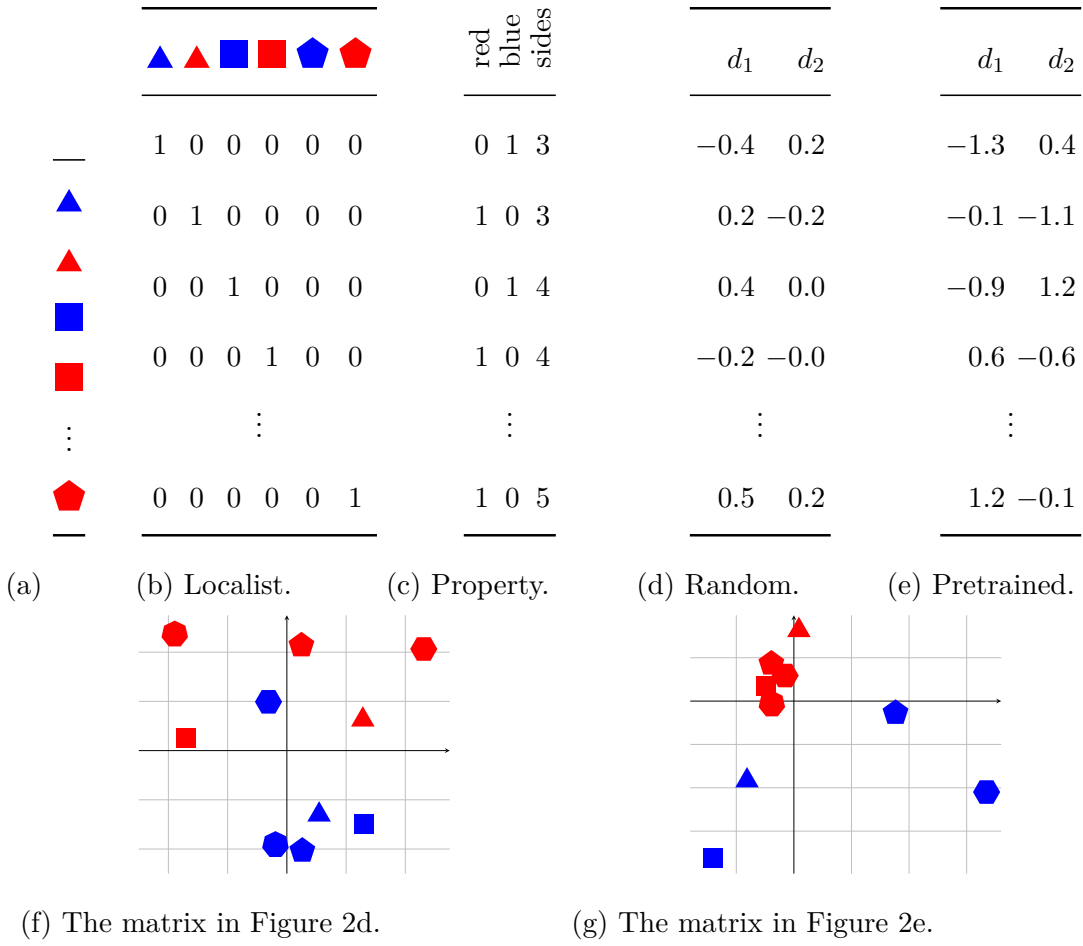 red blue sides
d₁ d₂
d₁ d₂
1 0 0 0 0 0 0 1 3 −0.4 0.2 −1.3 0.4
0 1 0 0 0 0 1 0 3 0.2 −0.2 −0.1 −1.1
0 0 1 0 0 0 0 1 4 0.4 0.0 −0.9 1.2
0 0 0 1 0 0 1 0 4 −0.2 −0.0 0.6 −0.6
⋮ ⋮ ⋮ ⋮ ⋮
0 0 0 0 0 1 1 0 5 0.5 0.2 1.2 −0.1
(a) (b) Localist. (c) Property. (d) Random. (e) Pretrained.
(f) The matrix in Figure 2d. (g) The matrix in Figure 2e.